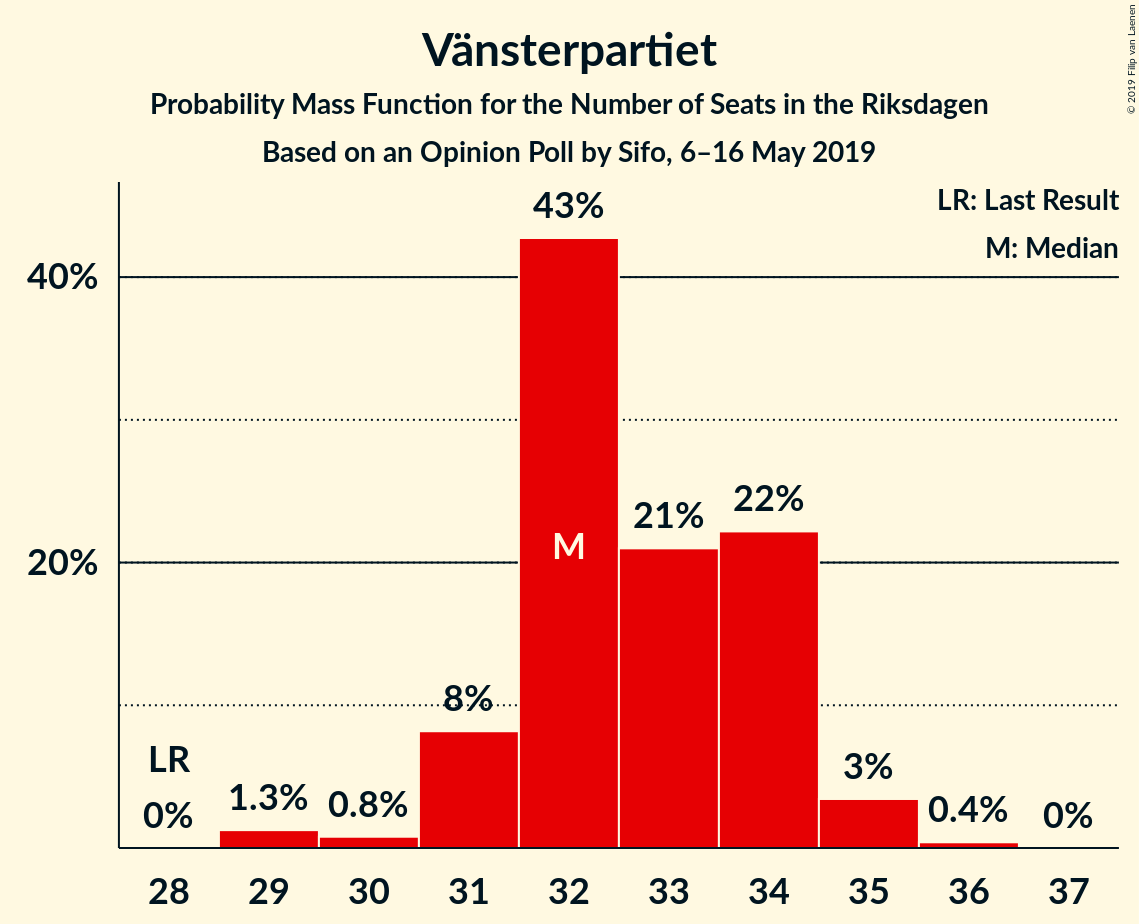 Vänsterpartiet
Probability Mass Function for the Number of Seats in the Riksdagen
Based on an Opinion Poll by Sifo, 6–16 May 2019
© 2019 Filip van Laenen
LR: Last Result
M: Median
43%
40%
22%
21%
M
20%
8%
LR
3%
1.3%
0.8%
0.4%
0%
0%
28 29 30 31 32 33 34 35 36 37